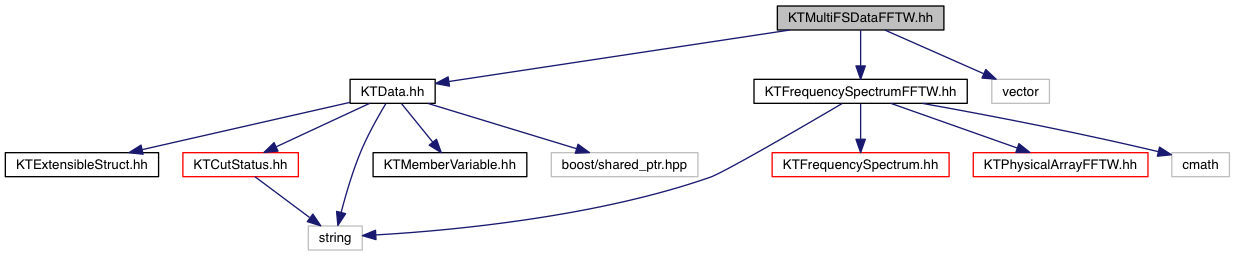 KTMultiFSDataFFTW.hh
KTData.hh
KTFrequencySpectrumFFTW.hh
vector
KTExtensibleStruct.hh
KTCutStatus.hh
KTMemberVariable.hh
boost/shared_ptr.hpp
KTFrequencySpectrum.hh
KTPhysicalArrayFFTW.hh
cmath
string